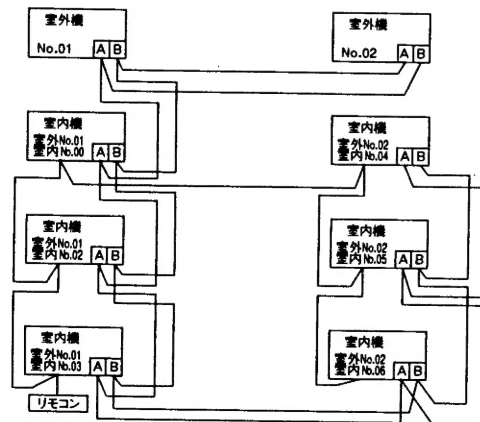 室外機
No.01 A B
室外機
No.02 A B
室内機
室外No.01
室内No.00 A B
室内機
室外No.02
室内No.04 A B
室内機
室外No.01
室内No.02 A B
室内機
室外No.02
室内No.05 A B
室内機
室外No.01
室内No.03 A B
リモコン
室内機
室外No.02
室内No.06 A B